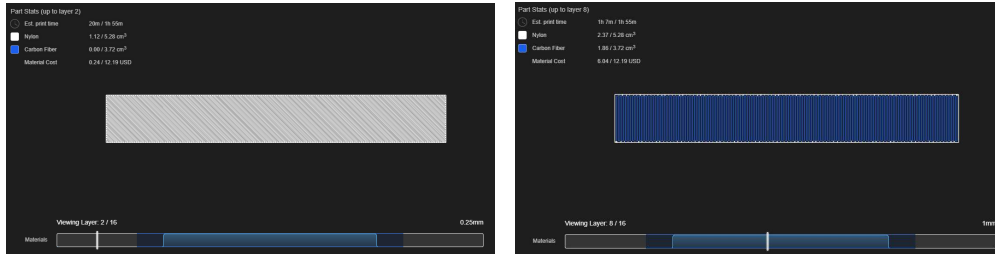 Part Stats (up to layer 2)
Est. print time 20m / 1h 55m
Nylon 1.12 / 5.28 cm³
Carbon Fiber 0.00 / 3.72 cm³
Material Cost 0.24 / 12.19 USD
Viewing Layer: 2 / 16 0.25mm
Materials
Part Stats (up to layer 8)
Est. print time 1h 7m / 1h 55m
Nylon 2.37 / 5.28 cm³
Carbon Fiber 1.86 / 3.72 cm³
Material Cost 6.04 / 12.19 USD
Viewing Layer: 8 / 16 1mm
Materials